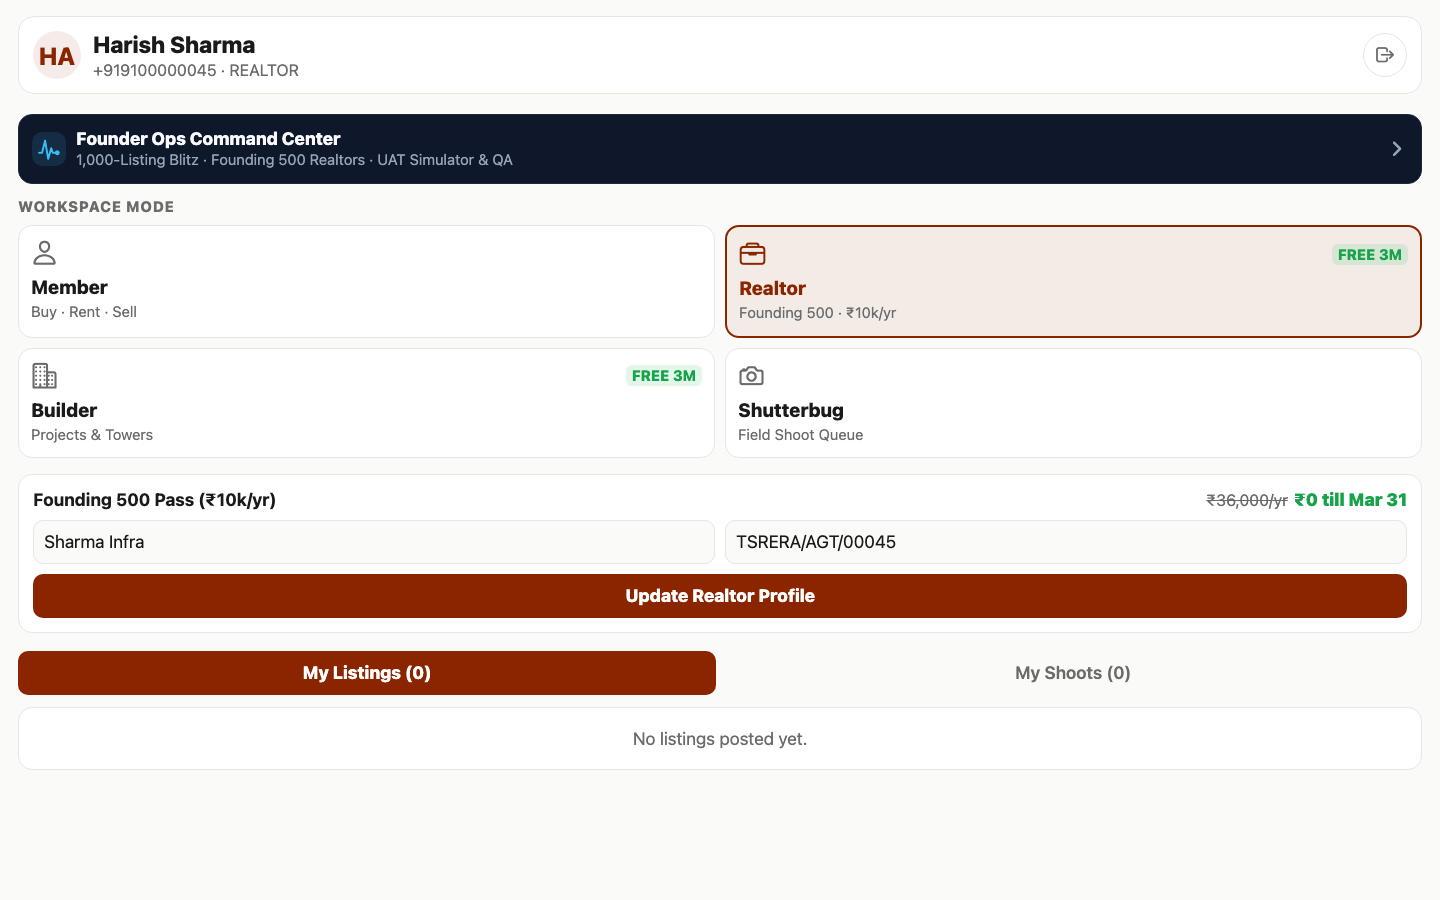 HA
Harish Sharma
+919100000045 · REALTOR
Founder Ops Command Center
1,000-Listing Blitz · Founding 500 Realtors · UAT Simulator & QA
WORKSPACE MODE
Member
Buy · Rent · Sell
FREE 3M
Realtor
Founding 500 · ₹10k/yr
FREE 3M
Builder
Projects & Towers
Shutterbug
Field Shoot Queue
Founding 500 Pass (₹10k/yr)
₹36,000/yr ₹0 till Mar 31
Sharma Infra
TSRERA/AGT/00045
Update Realtor Profile
My Listings (0)
My Shoots (0)
No listings posted yet.